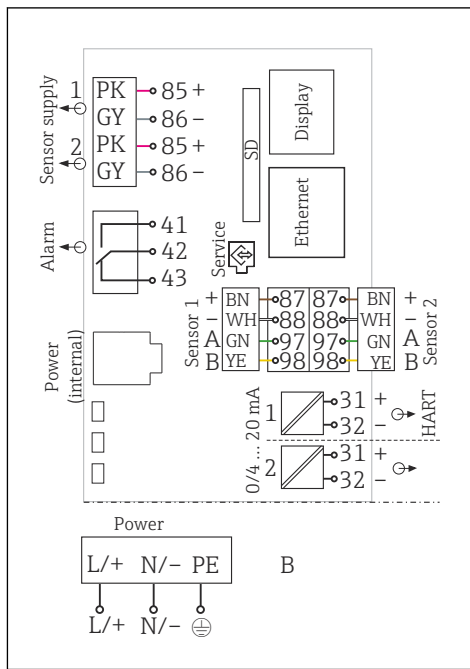 Sensor supply
1
PK
85 +
GY
86 −
2
PK
85 +
GY
86 −
Display
SD
Ethernet
Alarm
41
42
43
Service
Power
(internal)
Sensor 1
+ BN 87 87 BN +
− WH 88 88 WH −
A GN 97 97 GN A
B YE 98 98 YE B
Sensor 2
0/4 ... 20 mA
1
31 +
32 −
HART
2
31 +
32 −
Power
L/+ N/− PE
B
L/+ N/−